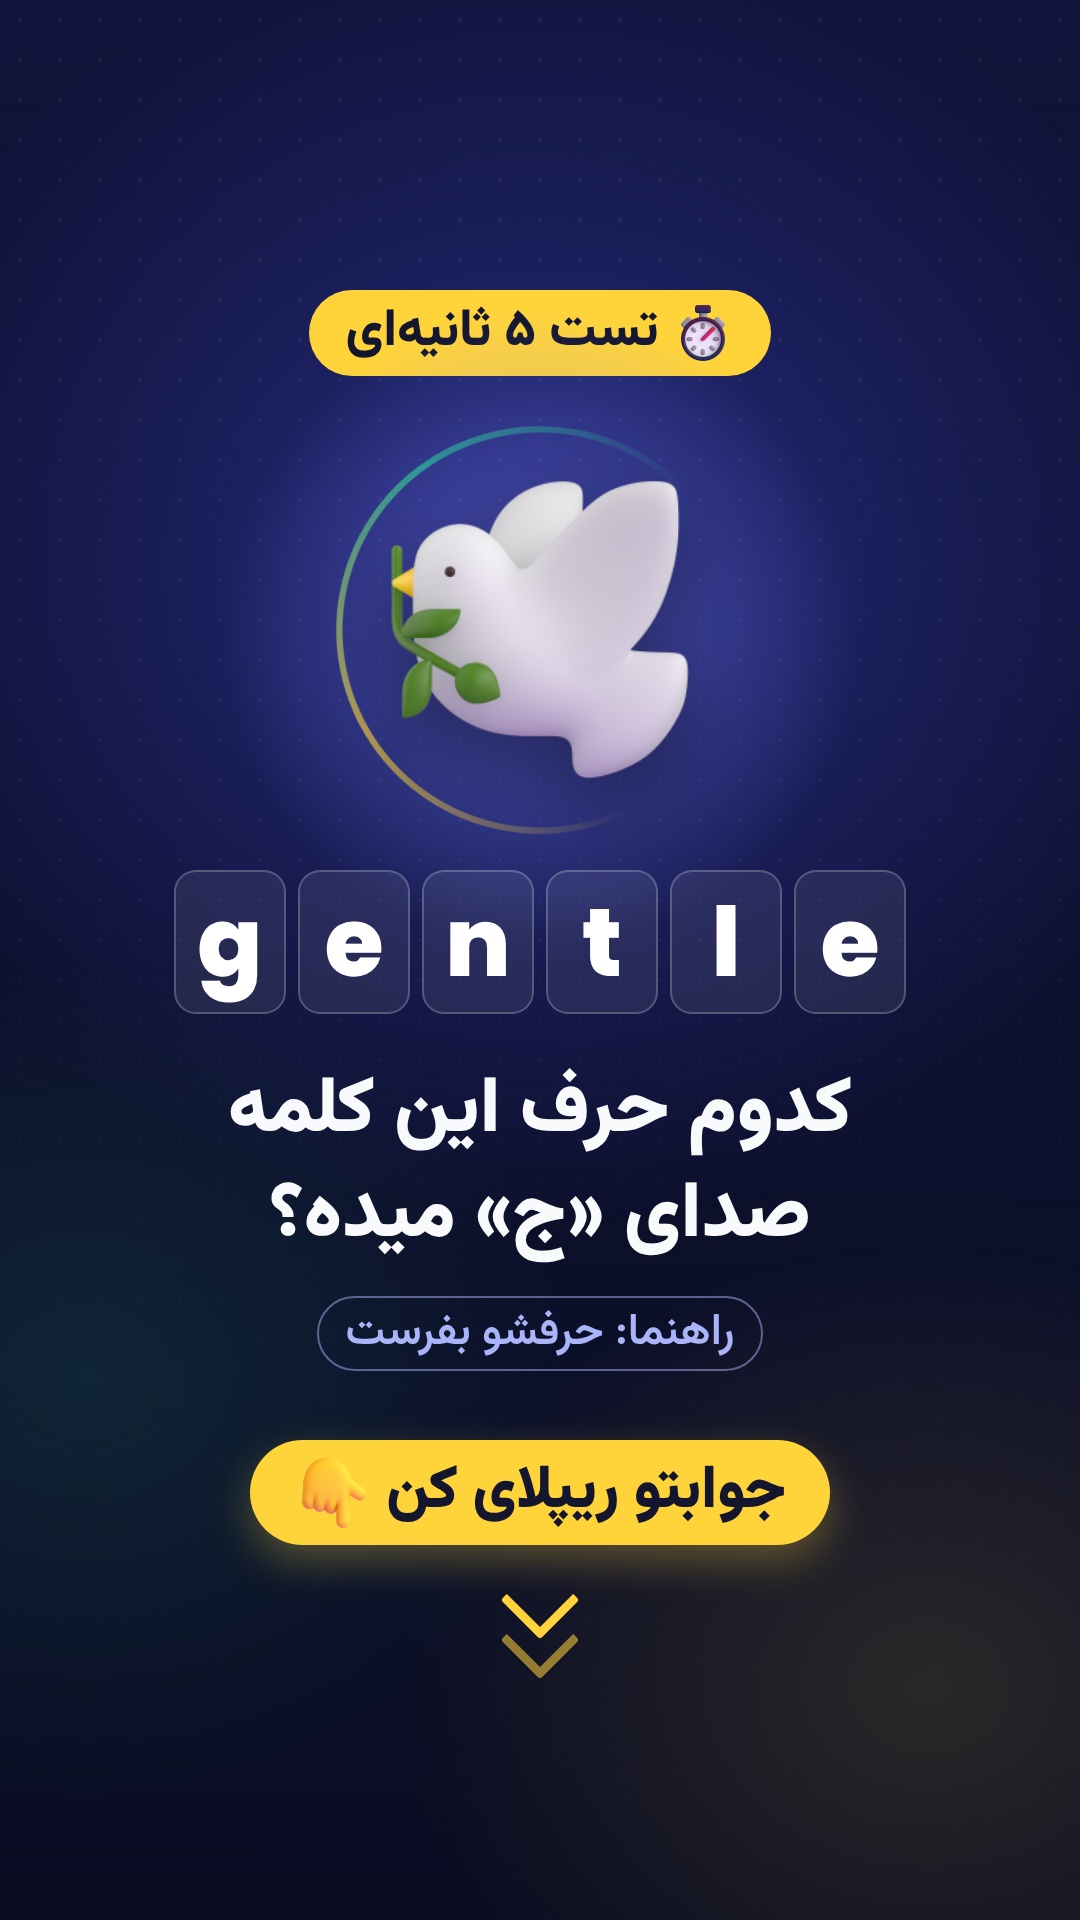 ⏱️ تست ۵ ثانیه‌ای
gentle
کدوم حرف این کلمه
صدای «ج» میده؟
راهنما: حرفشو بفرست
جوابتو ریپلای کن 👇